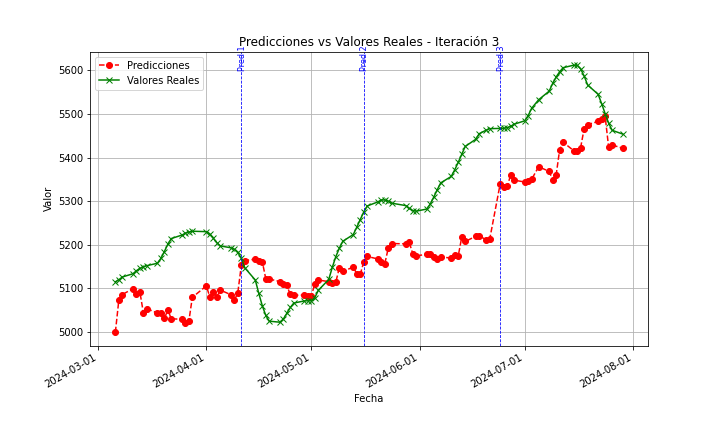 Predicciones vs Valores Reales - Iteración 3
Pred 1
Pred 2
Pred 3
Predicciones
Valores Reales
Valor
5600
5500
5400
5300
5200
5100
5000
2024-03-01
2024-04-01
2024-05-01
2024-06-01
2024-07-01
2024-08-01
Fecha